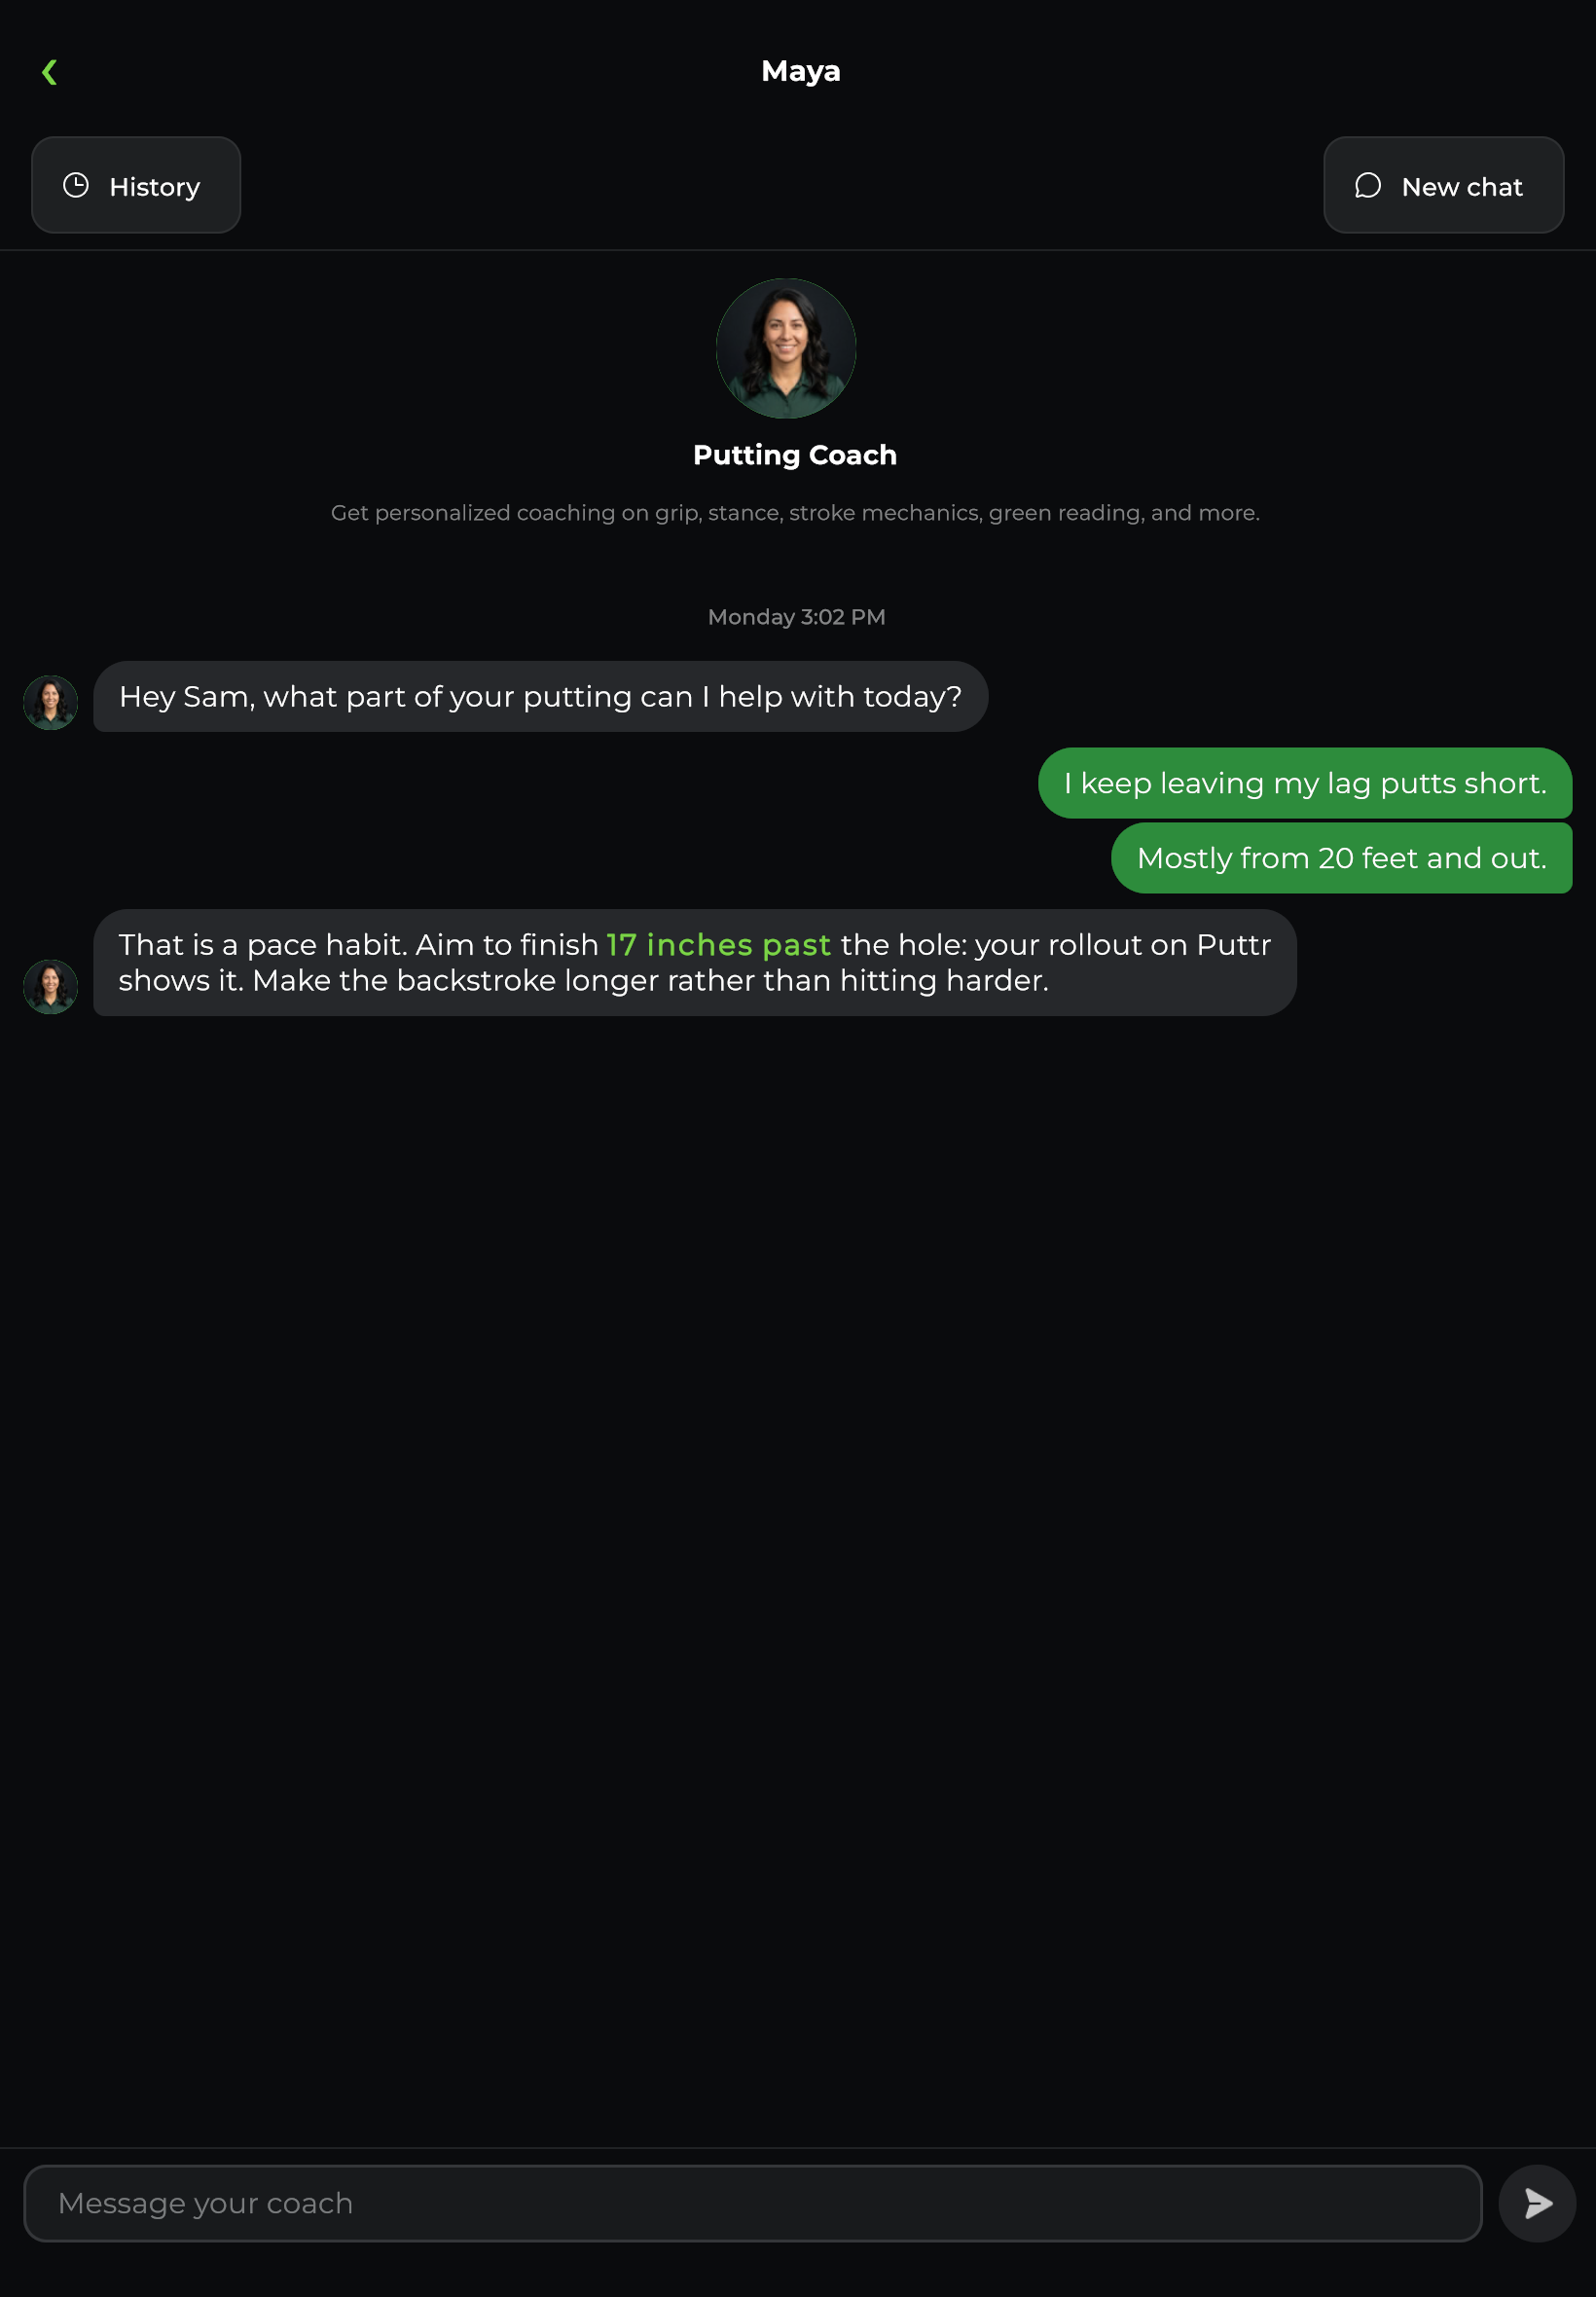 Maya
History
New chat
Putting Coach
Get personalized coaching on grip, stance, stroke mechanics, green reading, and more.
Monday 3:02 PM
Hey Sam, what part of your putting can I help with today?
I keep leaving my lag putts short.
Mostly from 20 feet and out.
That is a pace habit. Aim to finish 17 inches past the hole: your rollout on Puttr
shows it. Make the backstroke longer rather than hitting harder.
Message your coach